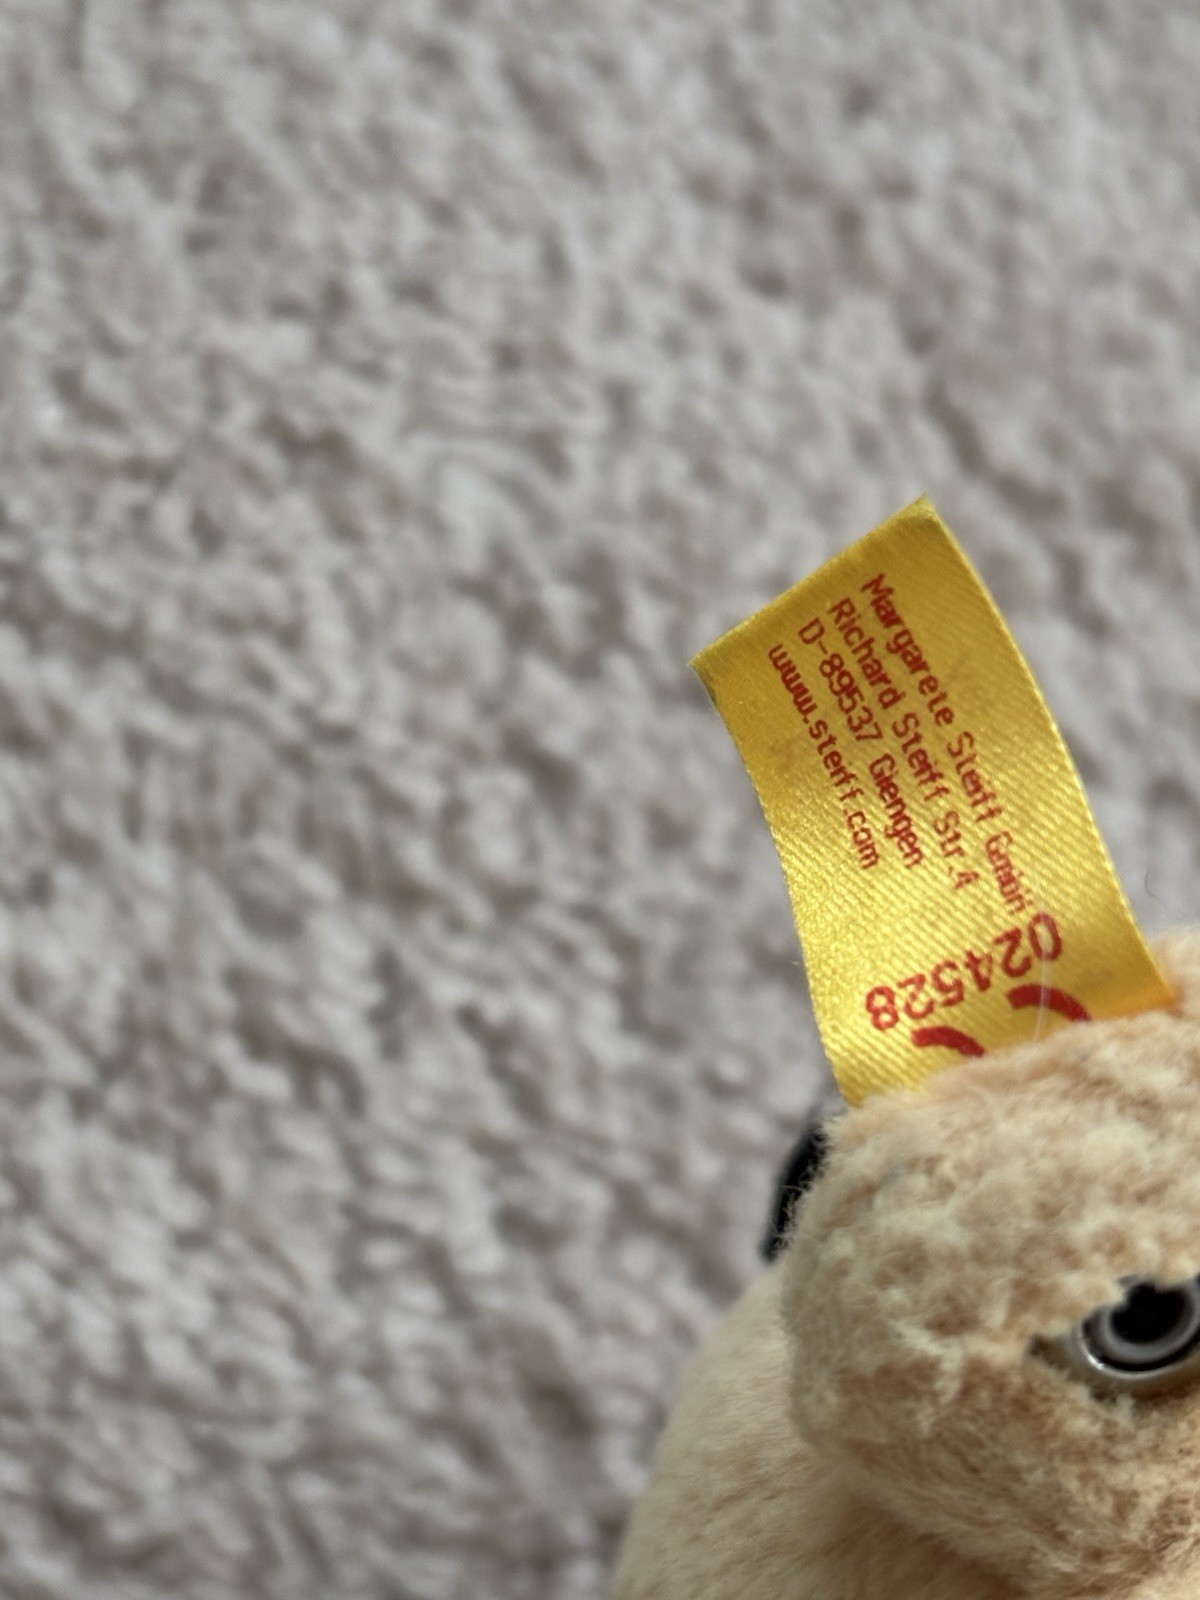 Margarete Steiff GmbH
Richard Steiff Str.4
D-89537 Giengen
www.steiff.com
024528